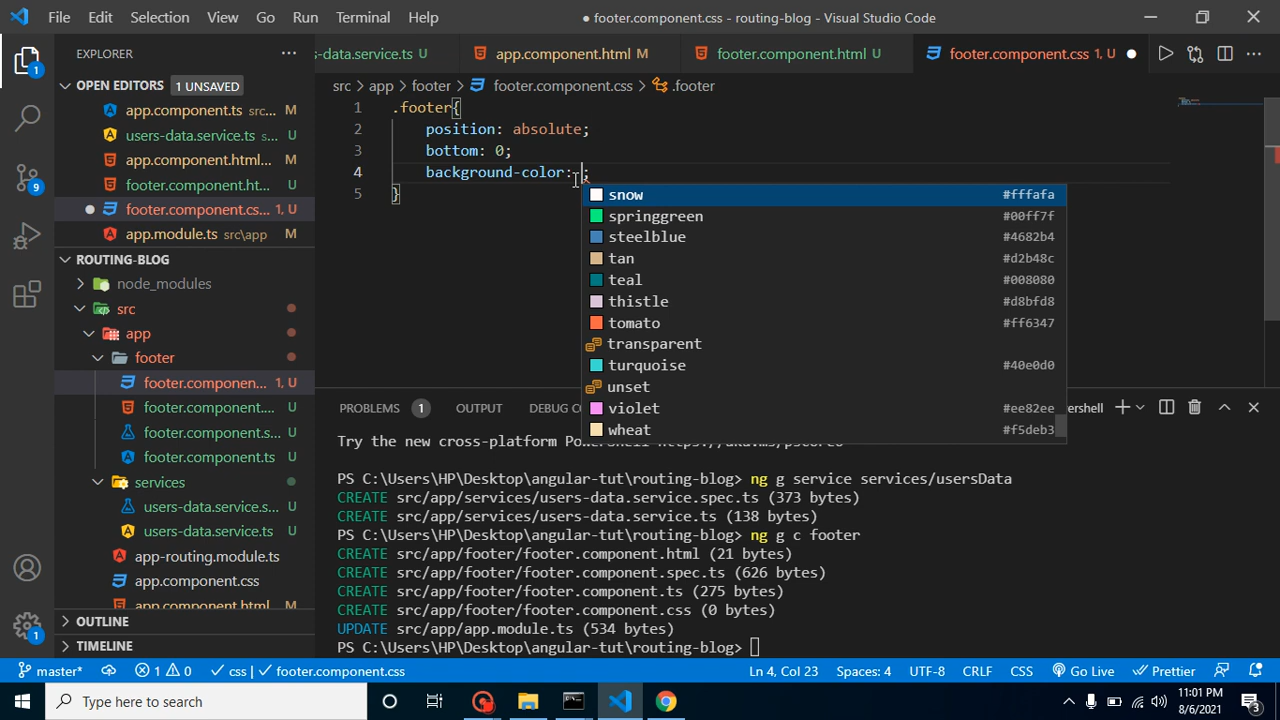 File Edit Selection View Go Run Terminal Help
● footer.component.css - routing-blog - Visual Studio Code
EXPLORER
s-data.service.ts U
app.component.html M
footer.component.html U
footer.component.css 1, U
OPEN EDITORS 1 UNSAVED
app.component.ts src... M
users-data.service.ts s... U
app.component.html... M
footer.component.html... U
footer.component.cs... 1, U
app.module.ts src\app M
ROUTING-BLOG
node_modules
src
app
footer
footer.componen... 1, U
footer.component.... U
footer.component.s... U
footer.component.ts U
services
users-data.service.s... U
users-data.service.ts U
app-routing.module.ts
app.component.css
app.component.html M
OUTLINE
TIMELINE
1
9
1
src > app > footer > footer.component.css > .footer
1 .footer{
2 position: absolute;
3 bottom: 0;
4 background-color: ;
5 }
snow #fffafa
springgreen #00ff7f
steelblue #4682b4
tan #d2b48c
teal #008080
thistle #d8bfd8
tomato #ff6347
transparent
turquoise #40e0d0
unset
violet #ee82ee
wheat #f5deb3
PROBLEMS 1 OUTPUT DEBUG CO ershell
Try the new cross-platform PowerShell
PS C:\Users\HP\Desktop\angular-tut\routing-blog> ng g service services/usersData
CREATE src/app/services/users-data.service.spec.ts (373 bytes)
CREATE src/app/services/users-data.service.ts (138 bytes)
PS C:\Users\HP\Desktop\angular-tut\routing-blog> ng g c footer
CREATE src/app/footer/footer.component.html (21 bytes)
CREATE src/app/footer/footer.component.spec.ts (626 bytes)
CREATE src/app/footer/footer.component.ts (275 bytes)
CREATE src/app/footer/footer.component.css (0 bytes)
UPDATE src/app/app.module.ts (534 bytes)
PS C:\Users\HP\Desktop\angular-tut\routing-blog>
master* 1 0 css | footer.component.css Ln 4, Col 23 Spaces: 4 UTF-8 CRLF CSS Go Live Prettier
Type here to search
11:01 PM
8/6/2021
3